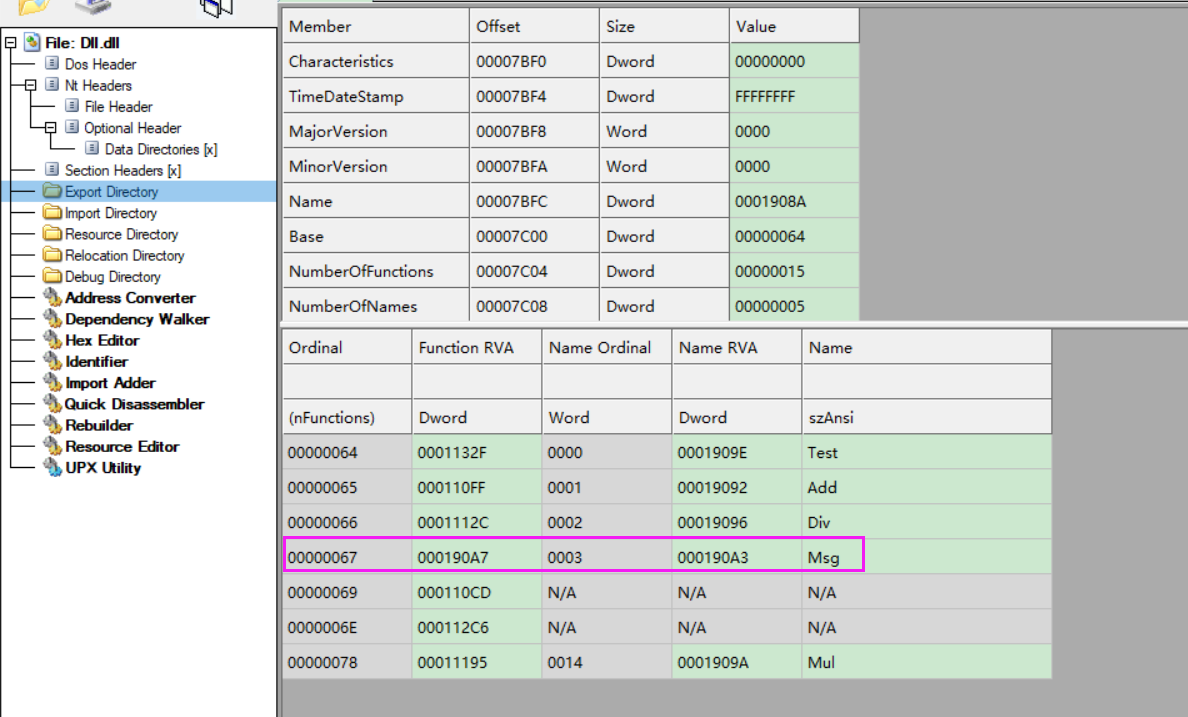 File: Dll.dll
Dos Header
Nt Headers
File Header
Optional Header
Data Directories [x]
Section Headers [x]
Export Directory
Import Directory
Resource Directory
Relocation Directory
Debug Directory
Address Converter
Dependency Walker
Hex Editor
Identifier
Import Adder
Quick Disassembler
Rebuilder
Resource Editor
UPX Utility
Member Offset Size Value
Characteristics 00007BF0 Dword 00000000
TimeDateStamp 00007BF4 Dword FFFFFFFF
MajorVersion 00007BF8 Word 0000
MinorVersion 00007BFA Word 0000
Name 00007BFC Dword 0001908A
Base 00007C00 Dword 00000064
NumberOfFunctions 00007C04 Dword 00000015
NumberOfNames 00007C08 Dword 00000005
Ordinal Function RVA Name Ordinal Name RVA Name
(nFunctions) Dword Word Dword szAnsi
00000064 0001132F 0000 0001909E Test
00000065 000110FF 0001 00019092 Add
00000066 0001112C 0002 00019096 Div
00000067 000190A7 0003 000190A3 Msg
00000069 000110CD N/A N/A N/A
0000006E 000112C6 N/A N/A N/A
00000078 00011195 0014 0001909A Mul